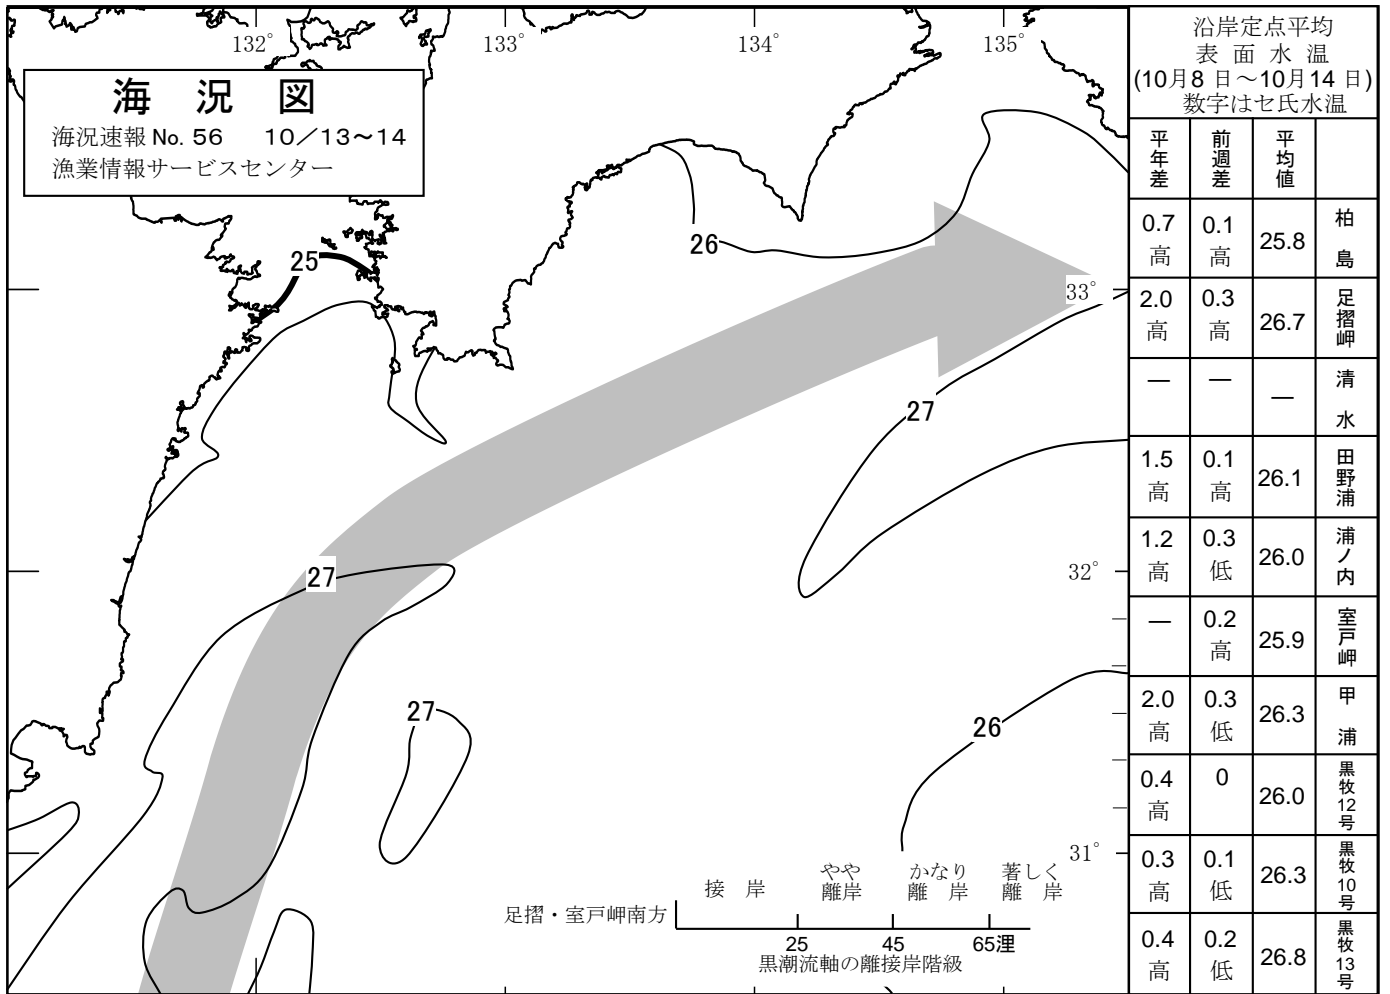 132°
133°
134°
135°
海 況 図
海況速報 No. 56 10／13～14
漁業情報サービスセンター
25
26
33°
27
27
32°
27
26
31°
接 岸
やや
離岸
かなり
離 岸
著しく
離 岸
足摺・室戸岬南方
25 45 65浬
黒潮流軸の離接岸階級
沿岸定点平均
表 面 水 温
(10月8 日～10月14 日)
数字はセ氏水温
平年差 前週差 平均値
0.7高 0.1高 25.8 柏島
2.0高 0.3高 26.7 足摺岬
― ― ― 清水
1.5高 0.1高 26.1 田野浦
1.2高 0.3低 26.0 浦ノ内
― 0.2高 25.9 室戸岬
2.0高 0.3低 26.3 甲浦
0.4高 0 26.0 黒牧12号
0.3高 0.1低 26.3 黒牧10号
0.4高 0.2低 26.8 黒牧13号